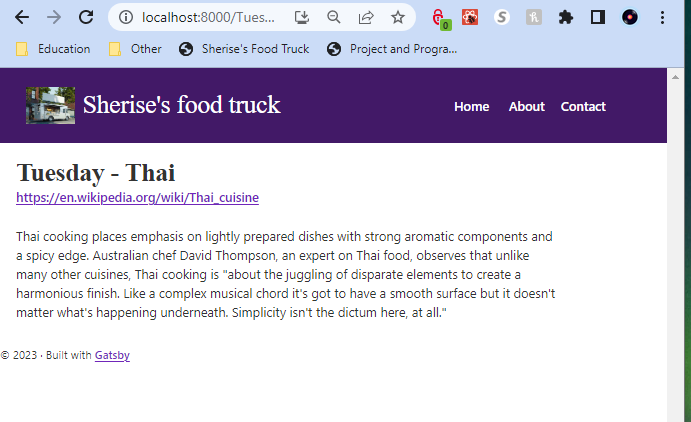 localhost:8000/Tues...
0
S
Education
Other
Sherise's Food Truck
Project and Progra...
Sherise's food truck
Home
About
Contact
Tuesday - Thai
https://en.wikipedia.org/wiki/Thai_cuisine
Thai cooking places emphasis on lightly prepared dishes with strong aromatic components and
a spicy edge. Australian chef David Thompson, an expert on Thai food, observes that unlike
many other cuisines, Thai cooking is "about the juggling of disparate elements to create a
harmonious finish. Like a complex musical chord it's got to have a smooth surface but it doesn't
matter what's happening underneath. Simplicity isn't the dictum here, at all."
© 2023 · Built with Gatsby